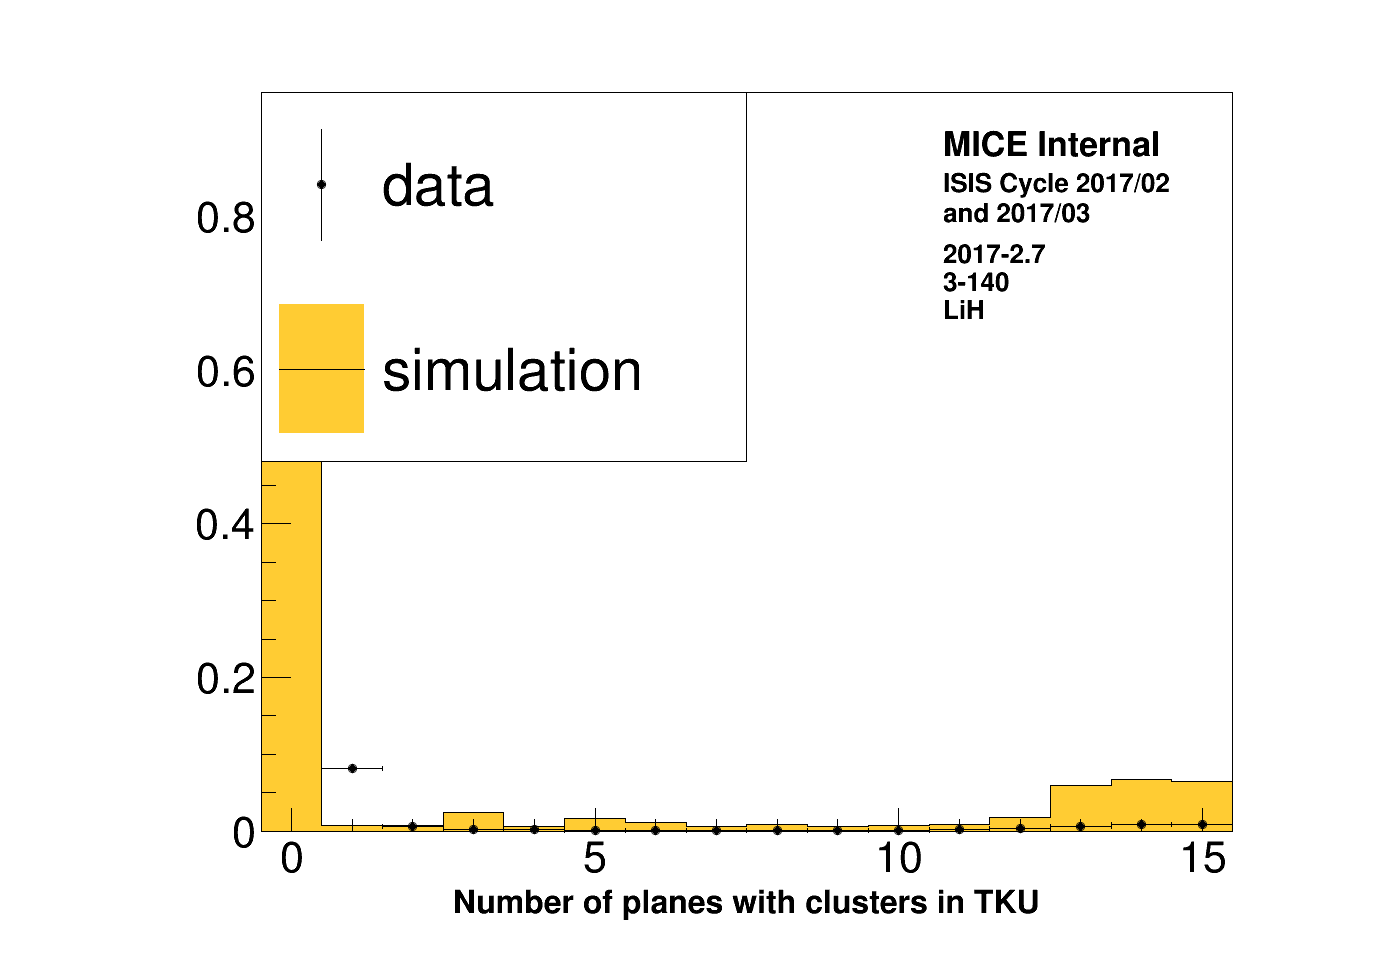 data
simulation
MICE Internal
ISIS Cycle 2017/02
and 2017/03
2017-2.7
3-140
LiH
0.8
0.6
0.4
0.2
0
0 5 10 15
Number of planes with clusters in TKU